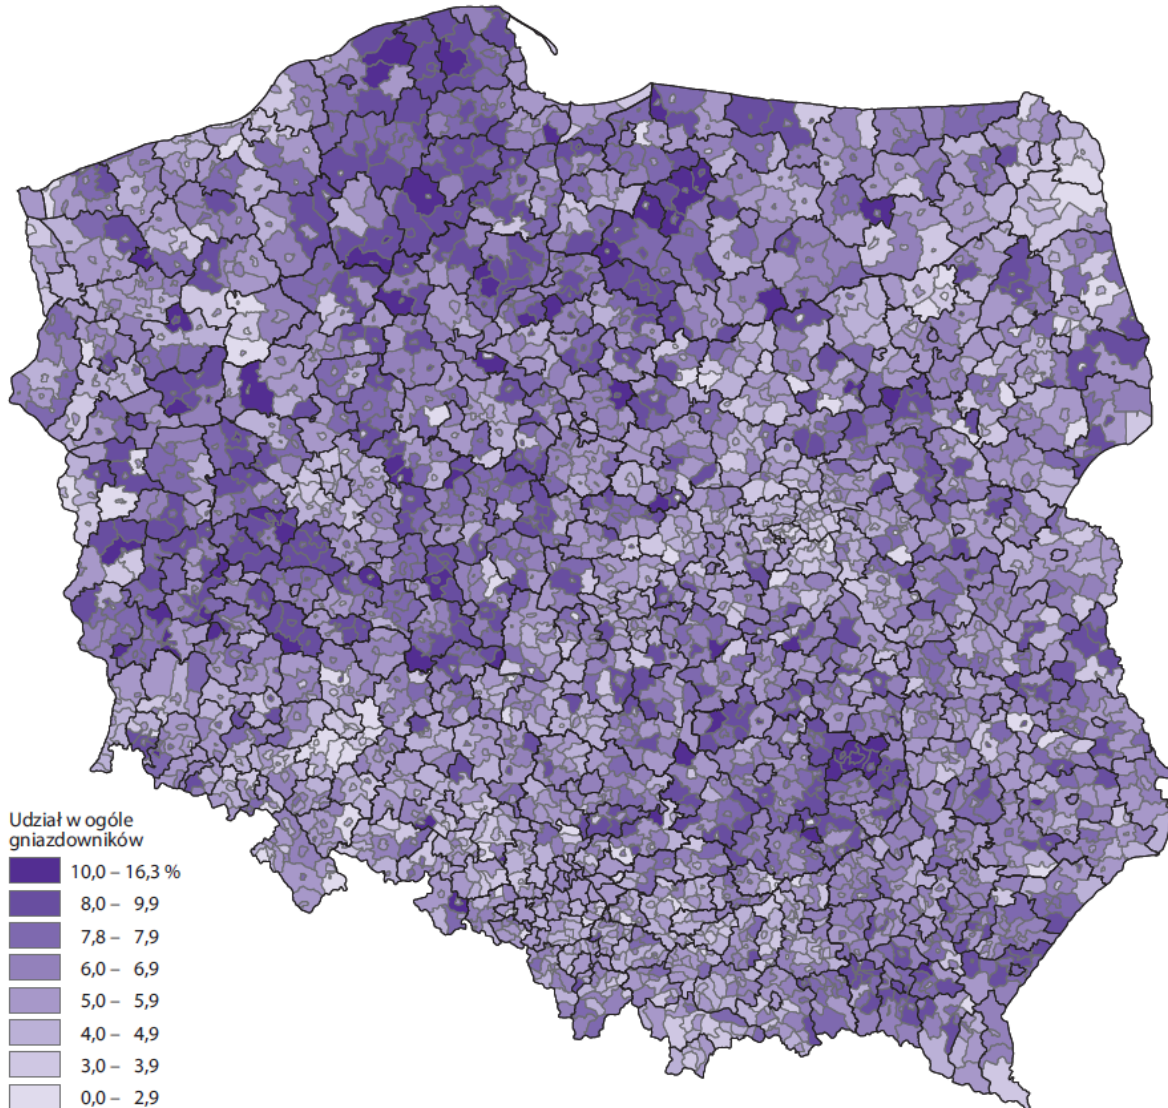 Udział w ogóle
gniazdowników
10,0 – 16,3 %
8,0 – 9,9
7,8 – 7,9
6,0 – 6,9
5,0 – 5,9
4,0 – 4,9
3,0 – 3,9
0,0 – 2,9